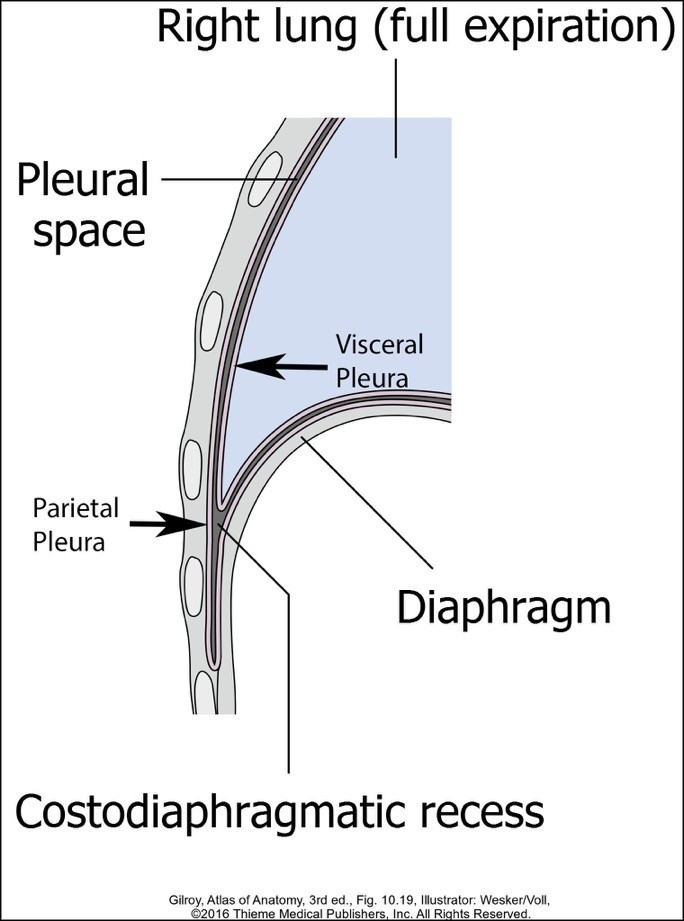 Right lung (full expiration)
Pleural
space
Visceral
Pleura
Parietal
Pleura
Diaphragm
Costodiaphragmatic recess
Gilroy, Atlas of Anatomy, 3rd ed., Fig. 10.19, Illustrator: Wesker/Voll,
©2016 Thieme Medical Publishers, Inc. All Rights Reserved.